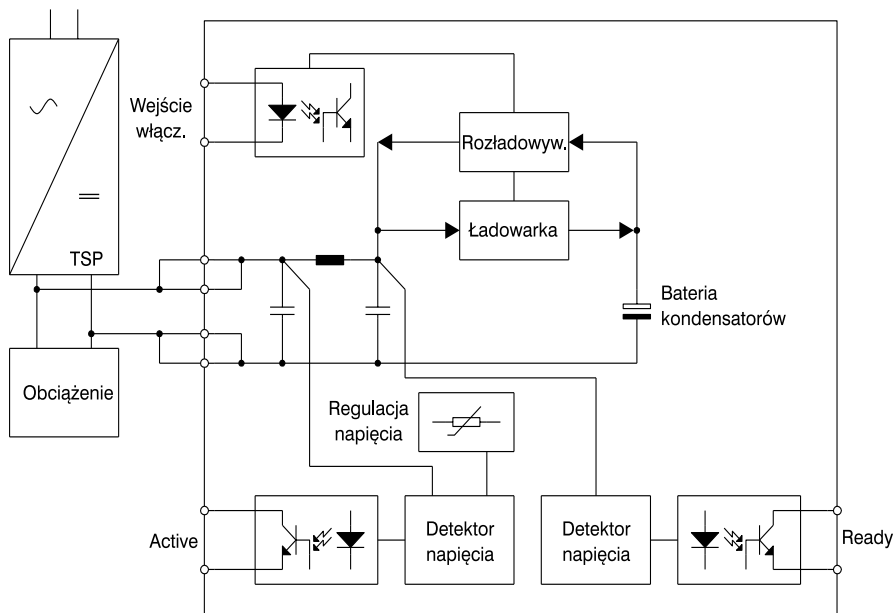 Wejście
włącz.
Rozładowyw.
Ładowarka
TSP
Bateria
kondensatorów
Obciążenie
Regulacja
napięcia
Active
Detektor
napięcia
Detektor
napięcia
Ready